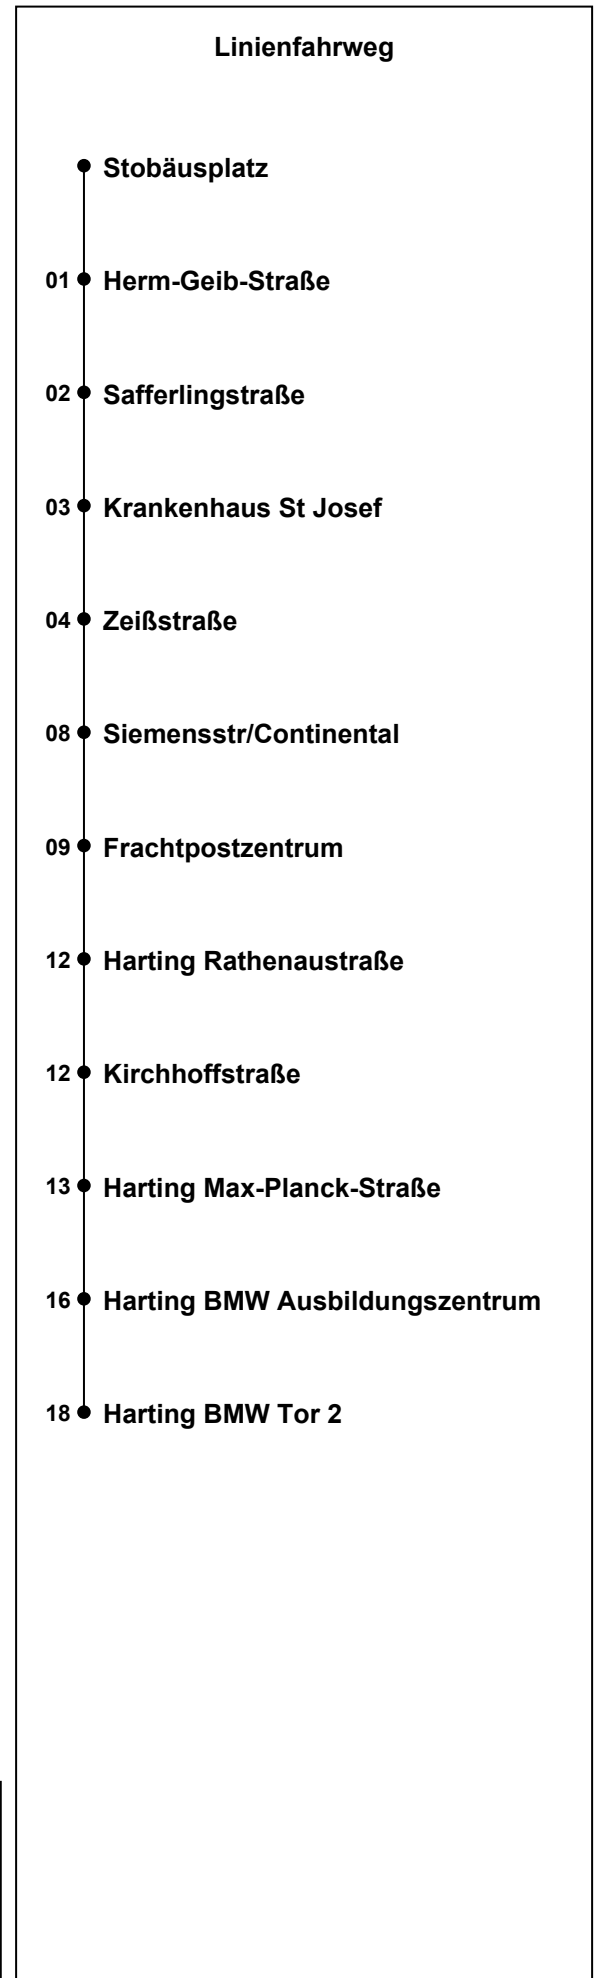 Linienfahrweg
Stobäusplatz
01 Herm-Geib-Straße
02 Safferlingstraße
03 Krankenhaus St Josef
04 Zeißstraße
08 Siemensstr/Continental
09 Frachtpostzentrum
12 Harting Rathenaustraße
12 Kirchhoffstraße
13 Harting Max-Planck-Straße
16 Harting BMW Ausbildungszentrum
18 Harting BMW Tor 2